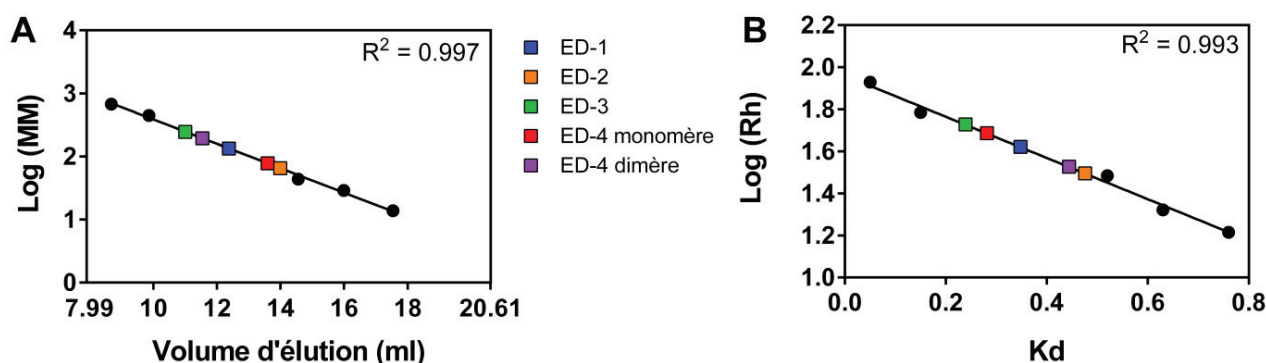 A
R² = 0.997
Log (MM)
4
3
2
1
0
7.99 10 12 14 16 18 20.61
Volume d'élution (ml)
ED-1
ED-2
ED-3
ED-4 monomère
ED-4 dimère
B
R² = 0.993
Log (Rh)
2.2
2.0
1.8
1.6
1.4
1.2
1.0
0.0 0.2 0.4 0.6 0.8
Kd